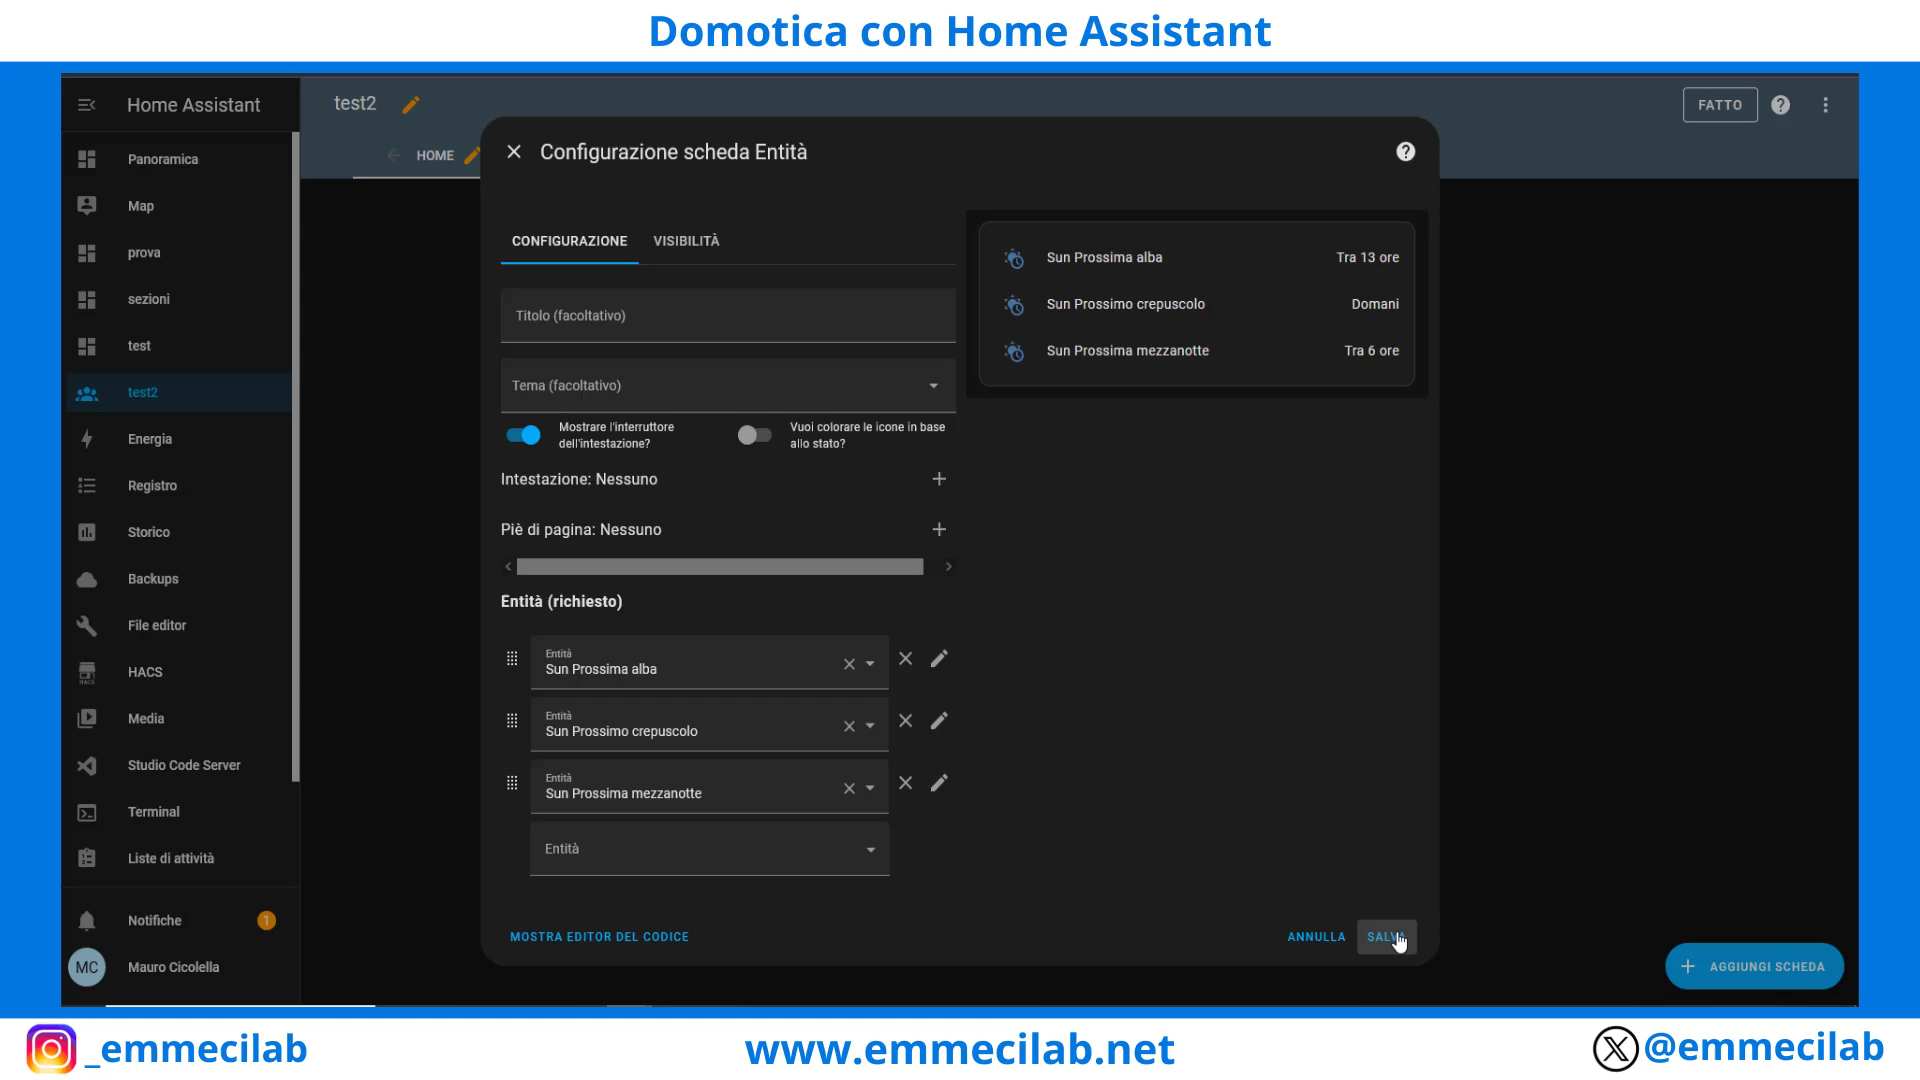 Domotica con Home Assistant
Home Assistant
test2
FATTO
HOME
Configurazione scheda Entità
Panoramica
Map
prova
sezioni
test
test2
Energia
Registro
Storico
Backups
File editor
HACS
Media
Studio Code Server
Terminal
Liste di attività
Notifiche
1
MC
Mauro Cicolella
CONFIGURAZIONE
VISIBILITÀ
Titolo (facoltativo)
Tema (facoltativo)
Mostrare l'interruttore
dell'intestazione?
Vuoi colorare le icone in base
allo stato?
Intestazione: Nessuno
Piè di pagina: Nessuno
Entità (richiesto)
Entità
Sun Prossima alba
Entità
Sun Prossimo crepuscolo
Entità
Sun Prossima mezzanotte
Entità
Sun Prossima alba
Tra 13 ore
Sun Prossimo crepuscolo
Domani
Sun Prossima mezzanotte
Tra 6 ore
MOSTRA EDITOR DEL CODICE
ANNULLA
SALVA
AGGIUNGI SCHEDA
_emmecilab
www.emmecilab.net
@emmecilab